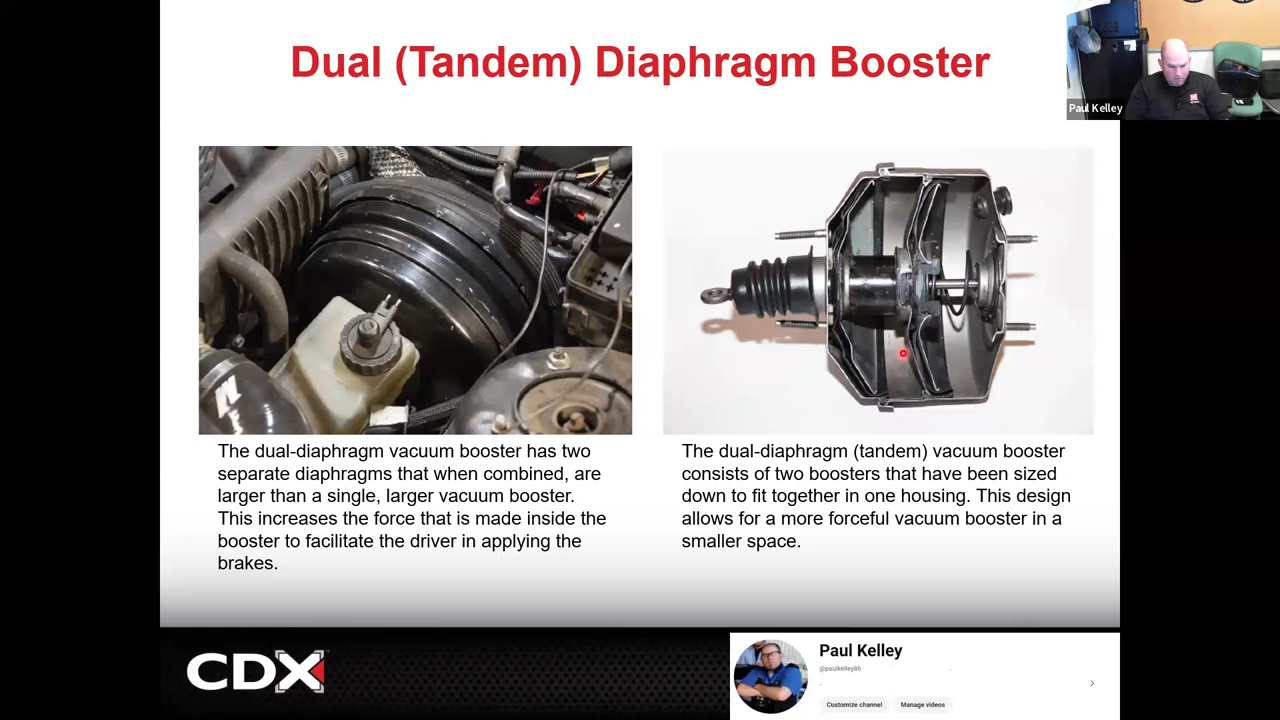 Dual (Tandem) Diaphragm Booster
Paul Kelley
The dual-diaphragm vacuum booster has two
separate diaphragms that when combined, are
larger than a single, larger vacuum booster.
This increases the force that is made inside the
booster to facilitate the driver in applying the
brakes.
The dual-diaphragm (tandem) vacuum booster
consists of two boosters that have been sized
down to fit together in one housing. This design
allows for a more forceful vacuum booster in a
smaller space.
CDX
Paul Kelley
@paulkelley86
Customize channel
Manage videos